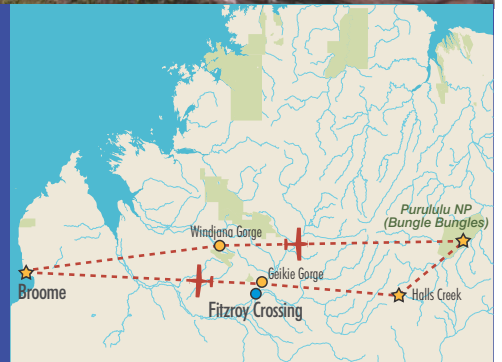 Purululu NP
(Bungle Bungles)
Windjana Gorge
Geikie Gorge
Broome
Halls Creek
Fitzroy Crossing